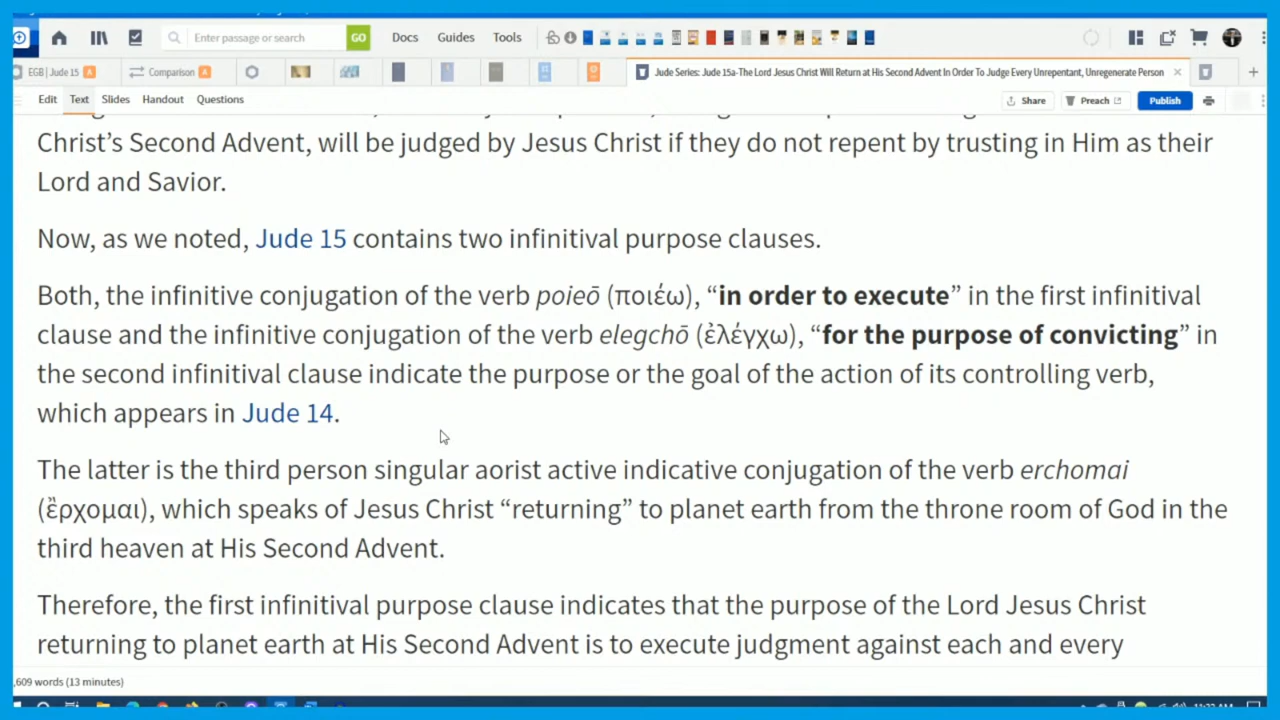 Enter passage or search
GO
Docs
Guides
Tools
EGB | Jude 15 A
Comparison A
Jude Series: Jude 15a-The Lord Jesus Christ Will Return at His Second Advent In Order To Judge Every Unrepentant, Unregenerate Person
Edit
Text
Slides
Handout
Questions
Share
Preach
Publish
Christ’s Second Advent, will be judged by Jesus Christ if they do not repent by trusting in Him as their
Lord and Savior.
Now, as we noted, Jude 15 contains two infinitival purpose clauses.
Both, the infinitive conjugation of the verb poieō (ποιέω), “in order to execute” in the first infinitival
clause and the infinitive conjugation of the verb elegchō (ἐλέγχω), “for the purpose of convicting” in
the second infinitival clause indicate the purpose or the goal of the action of its controlling verb,
which appears in Jude 14.
The latter is the third person singular aorist active indicative conjugation of the verb erchomai
(ἒρχομαι), which speaks of Jesus Christ “returning” to planet earth from the throne room of God in the
third heaven at His Second Advent.
Therefore, the first infinitival purpose clause indicates that the purpose of the Lord Jesus Christ
returning to planet earth at His Second Advent is to execute judgment against each and every
,609 words (13 minutes)